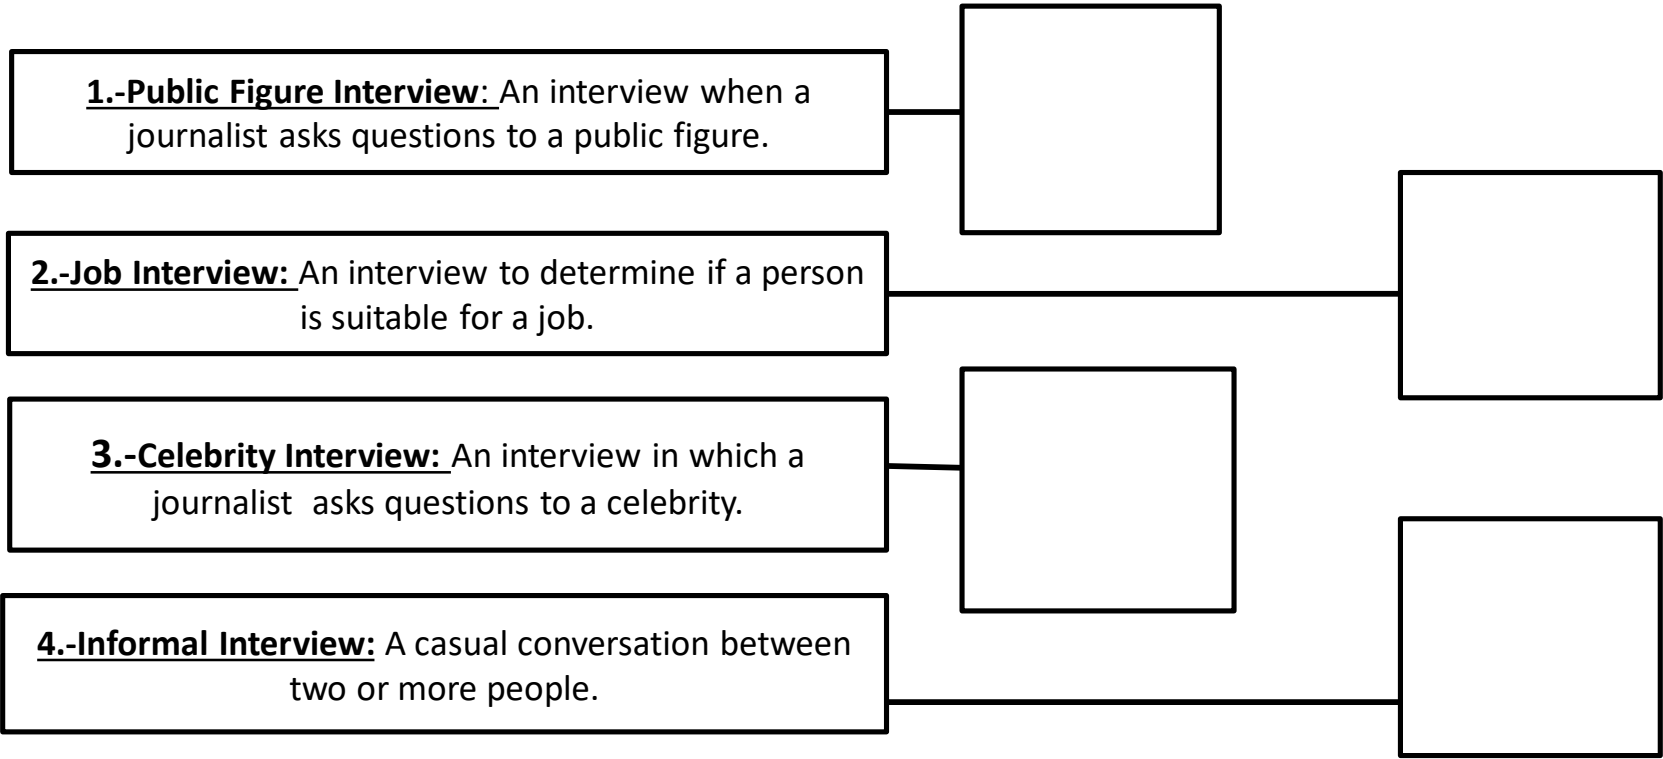 1.-Public Figure Interview: An interview when a
journalist asks questions to a public figure.
2.-Job Interview: An interview to determine if a person
is suitable for a job.
3.-Celebrity Interview: An interview in which a
journalist  asks questions to a celebrity.
4.-Informal Interview: A casual conversation between
two or more people.